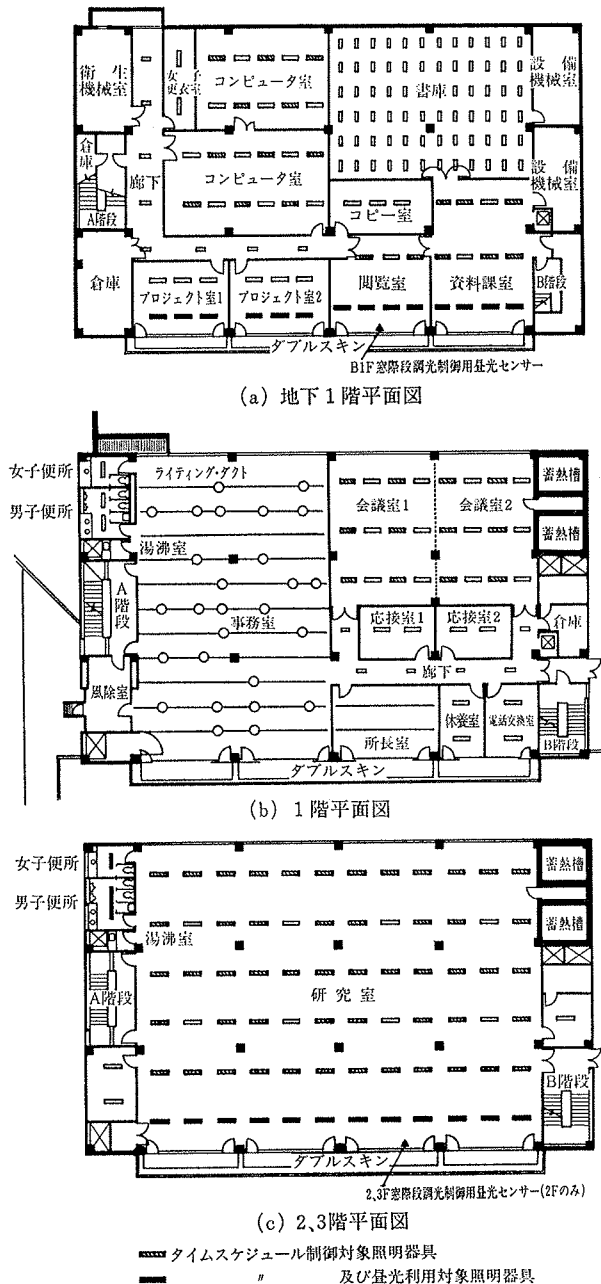 衛生機械室
女子更衣室
コンピュータ室
書庫
設備機械室
倉庫
A階段
廊下
コンピュータ室
設備機械室
コピー室
倉庫
プロジェクト室1
プロジェクト室2
閲覧室
資料課室
B階段
ダブルスキン
B1F窓際段調光制御用昼光センサー
(a) 地下1階平面図
女子便所
ライティング・ダクト
会議室1
会議室2
蓄熱槽
男子便所
蓄熱槽
湯沸室
A階段
事務室
応接室1
応接室2
倉庫
廊下
風除室
所長室
休養室
電話交換室
B階段
ダブルスキン
(b) 1階平面図
女子便所
蓄熱槽
男子便所
蓄熱槽
湯沸室
A階段
研究室
B階段
ダブルスキン
2,3F窓際段調光制御用昼光センサー(2Fのみ)
(c) 2,3階平面図
タイムスケジュール制御対象照明器具
〃 及び昼光利用対象照明器具